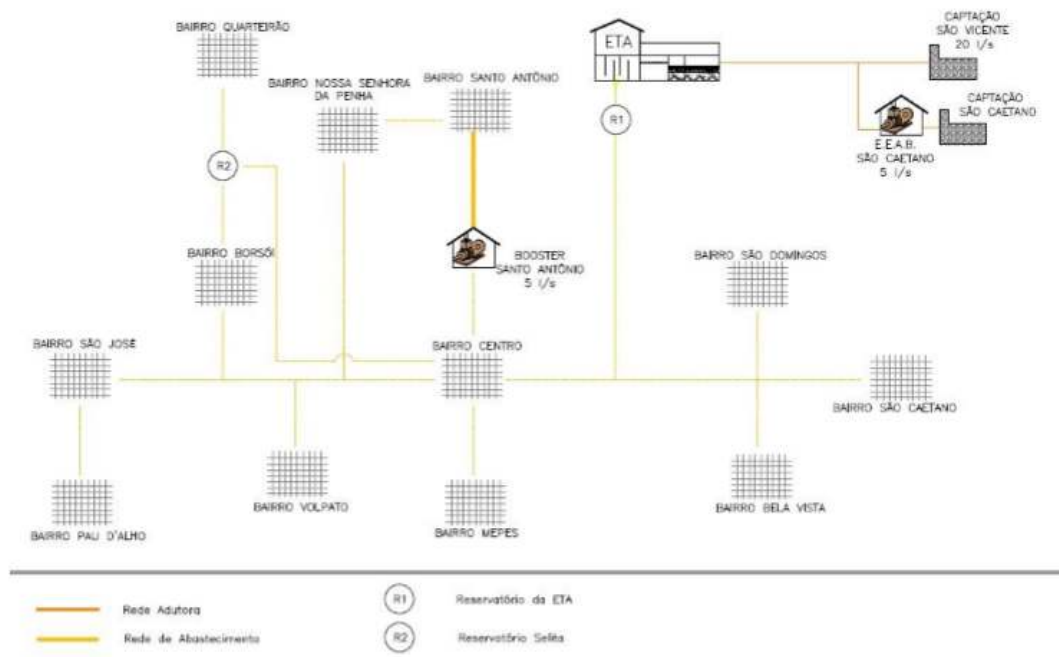 BAIRRO QUARTEIRÃO
ETA
CAPTAÇÃO
SÃO VICENTE
20 l/s
BAIRRO NOSSA SENHORA
DA PENHA
BAIRRO SANTO ANTÔNIO
R1
CAPTAÇÃO
SÃO CAETANO
E.E.A.B.
SÃO CAETANO
5 l/s
R2
BAIRRO BORSÓI
BOOSTER
SANTO ANTÔNIO
5 l/s
BAIRRO SÃO DOMINGOS
BAIRRO SÃO JOSÉ
BAIRRO CENTRO
BAIRRO SÃO CAETANO
BAIRRO PAU D'ALHO
BAIRRO VOLPATO
BAIRRO MEPES
BAIRRO BELA VISTA
Rede Adutora
R1
Reservatório da ETA
Rede de Abastecimento
R2
Reservatório Selita